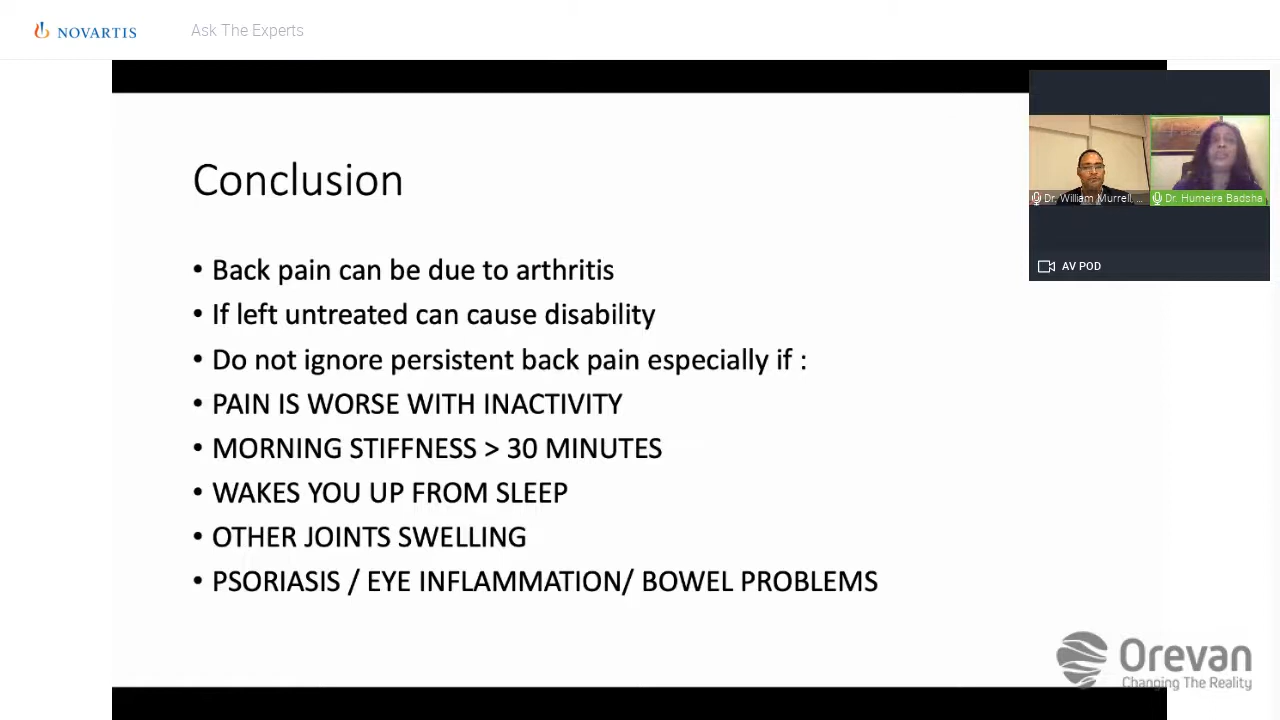 NOVARTIS
Ask The Experts
Conclusion
• Back pain can be due to arthritis
• If left untreated can cause disability
• Do not ignore persistent back pain especially if :
• PAIN IS WORSE WITH INACTIVITY
• MORNING STIFFNESS > 30 MINUTES
• WAKES YOU UP FROM SLEEP
• OTHER JOINTS SWELLING
• PSORIASIS / EYE INFLAMMATION/ BOWEL PROBLEMS
Dr. William Murrell, ...
Dr. Humeira Badsha
AV POD
Orevan
Changing The Reality